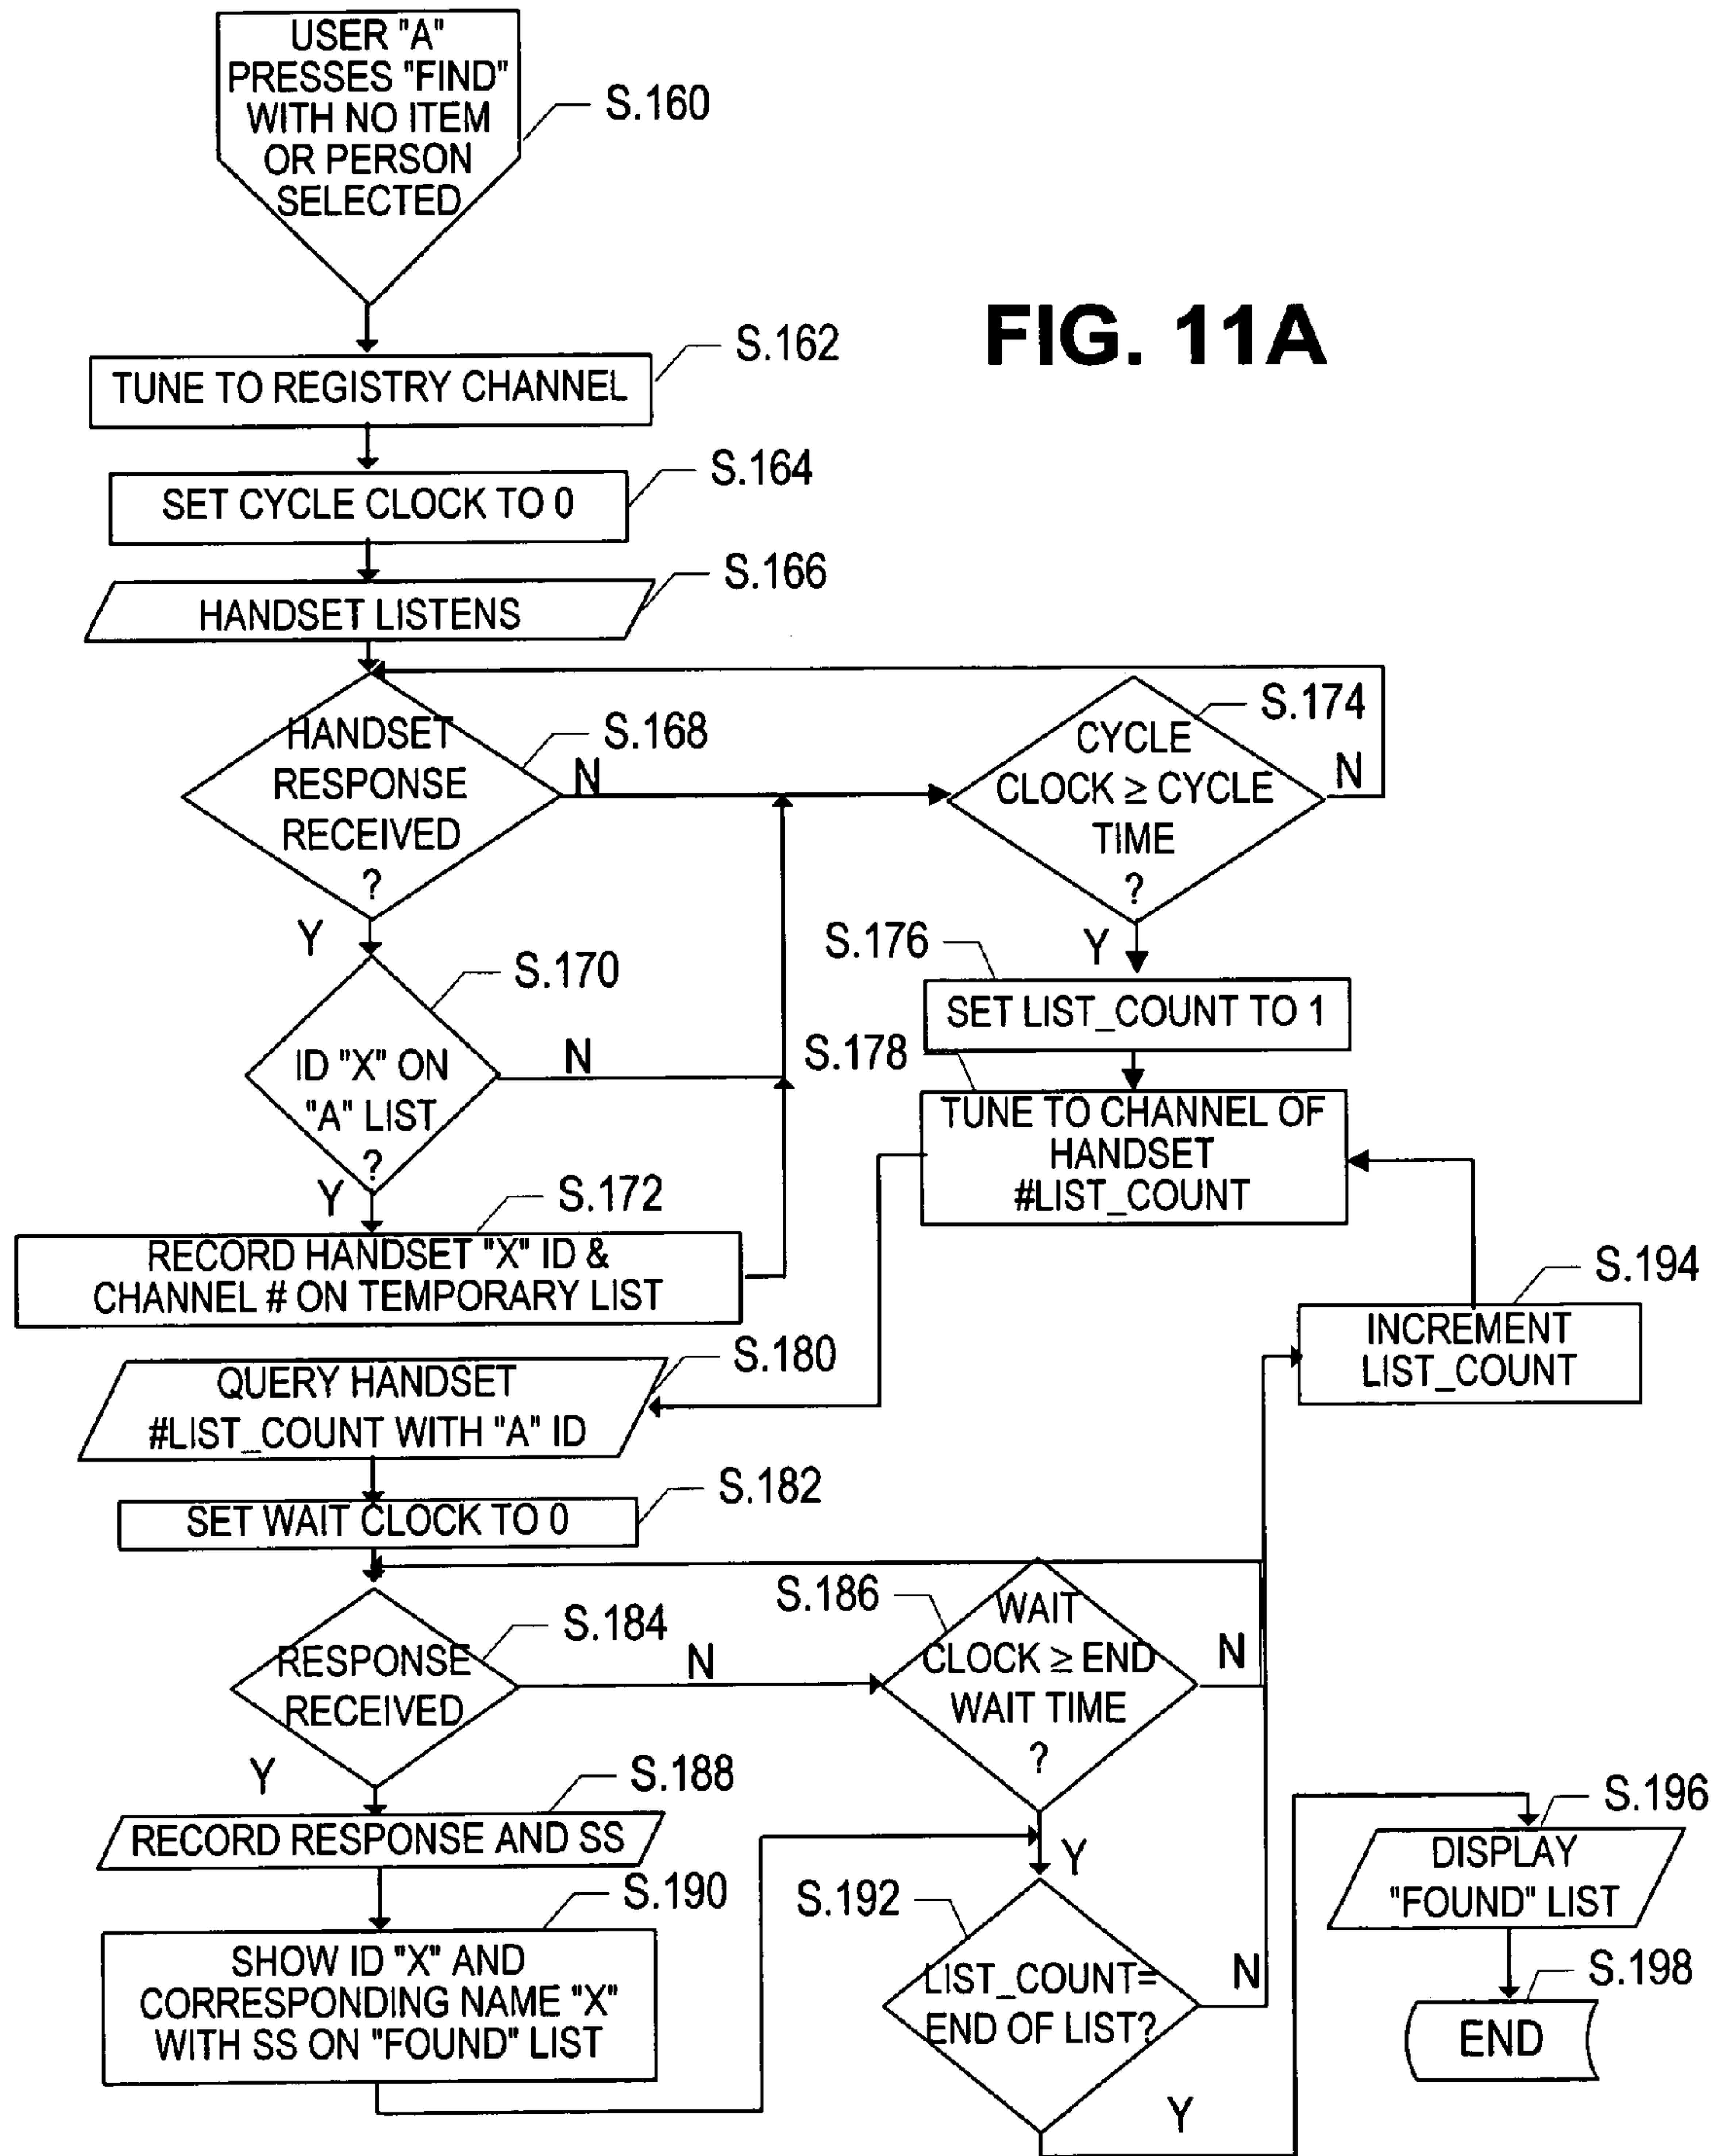 USER "A"
PRESSES "FIND"
WITH NO ITEM
OR PERSON
SELECTED
S.160
FIG. 11A
TUNE TO REGISTRY CHANNEL
S.162
SET CYCLE CLOCK TO 0
S.164
HANDSET LISTENS
S.166
HANDSET
RESPONSE
RECEIVED
?
S.168
N
Y
CYCLE
CLOCK ≥ CYCLE
TIME
?
S.174
N
Y
ID "X" ON
"A" LIST
?
S.170
N
Y
S.176
SET LIST_COUNT TO 1
S.178
TUNE TO CHANNEL OF
HANDSET
#LIST_COUNT
S.172
RECORD HANDSET "X" ID &
CHANNEL # ON TEMPORARY LIST
S.194
INCREMENT
LIST_COUNT
S.180
QUERY HANDSET
#LIST_COUNT WITH "A" ID
S.182
SET WAIT CLOCK TO 0
S.184
RESPONSE
RECEIVED
N
Y
S.186
WAIT
CLOCK ≥ END
WAIT TIME
?
N
Y
S.188
RECORD RESPONSE AND SS
S.190
SHOW ID "X" AND
CORRESPONDING NAME "X"
WITH SS ON "FOUND" LIST
S.192
LIST_COUNT=
END OF LIST?
N
Y
S.196
DISPLAY
"FOUND" LIST
S.198
END